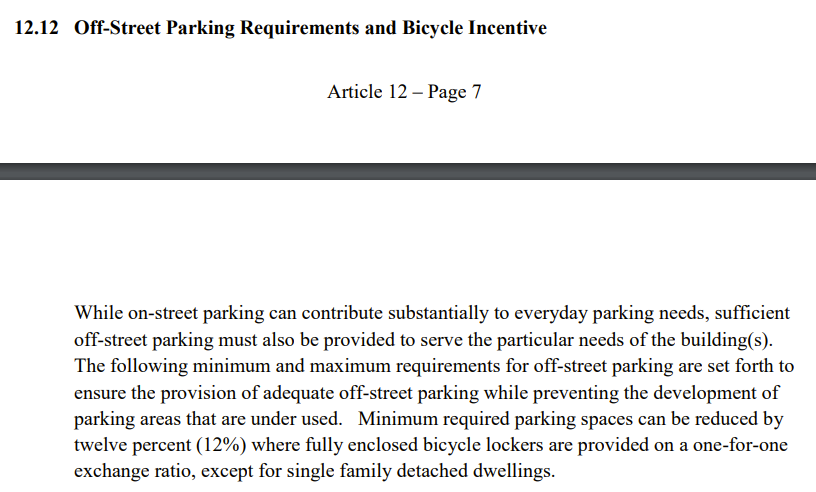 12.12 Off-Street Parking Requirements and Bicycle Incentive
Article 12 – Page 7
While on-street parking can contribute substantially to everyday parking needs, sufficient
off-street parking must also be provided to serve the particular needs of the building(s).
The following minimum and maximum requirements for off-street parking are set forth to
ensure the provision of adequate off-street parking while preventing the development of
parking areas that are under used. Minimum required parking spaces can be reduced by
twelve percent (12%) where fully enclosed bicycle lockers are provided on a one-for-one
exchange ratio, except for single family detached dwellings.